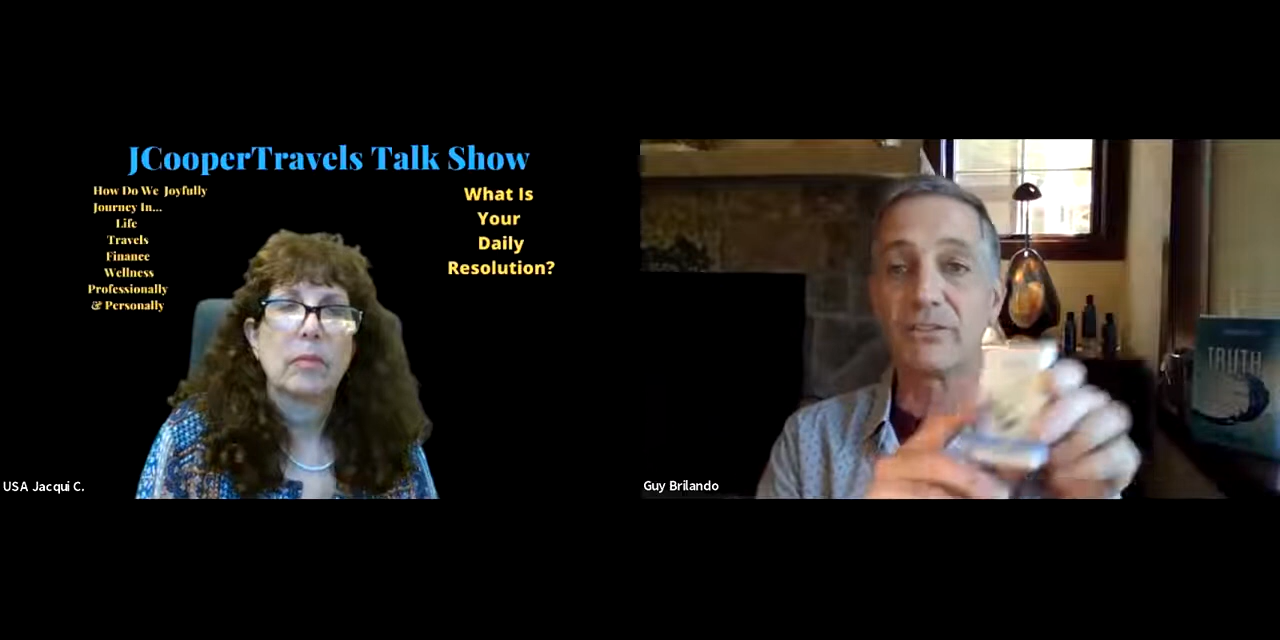 JCooperTravels Talk Show
How Do We Joyfully
Journey In...
Life
Travels
Finance
Wellness
Professionally
& Personally
What Is
Your
Daily
Resolution?
USA Jacqui C.
Guy Brilando
TRUTH